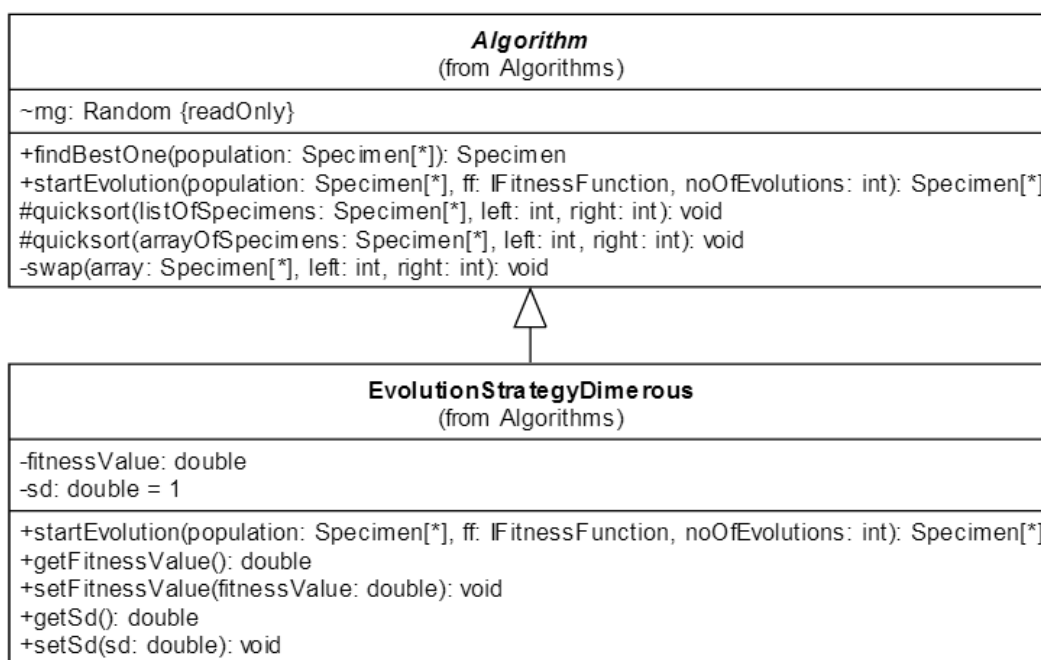 Algorithm
(from Algorithms)
~rng: Random {readOnly}
+findBestOne(population: Specimen[*]): Specimen
+startEvolution(population: Specimen[*], ff: IFitnessFunction, noOfEvolutions: int): Specimen[*]
#quicksort(listOfSpecimens: Specimen[*], left: int, right: int): void
#quicksort(arrayOfSpecimens: Specimen[*], left: int, right: int): void
-swap(array: Specimen[*], left: int, right: int): void
EvolutionStrategyDimerous
(from Algorithms)
-fitnessValue: double
-sd: double = 1
+startEvolution(population: Specimen[*], ff: IFitnessFunction, noOfEvolutions: int): Specimen[*]
+getFitnessValue(): double
+setFitnessValue(fitnessValue: double): void
+getSd(): double
+setSd(sd: double): void